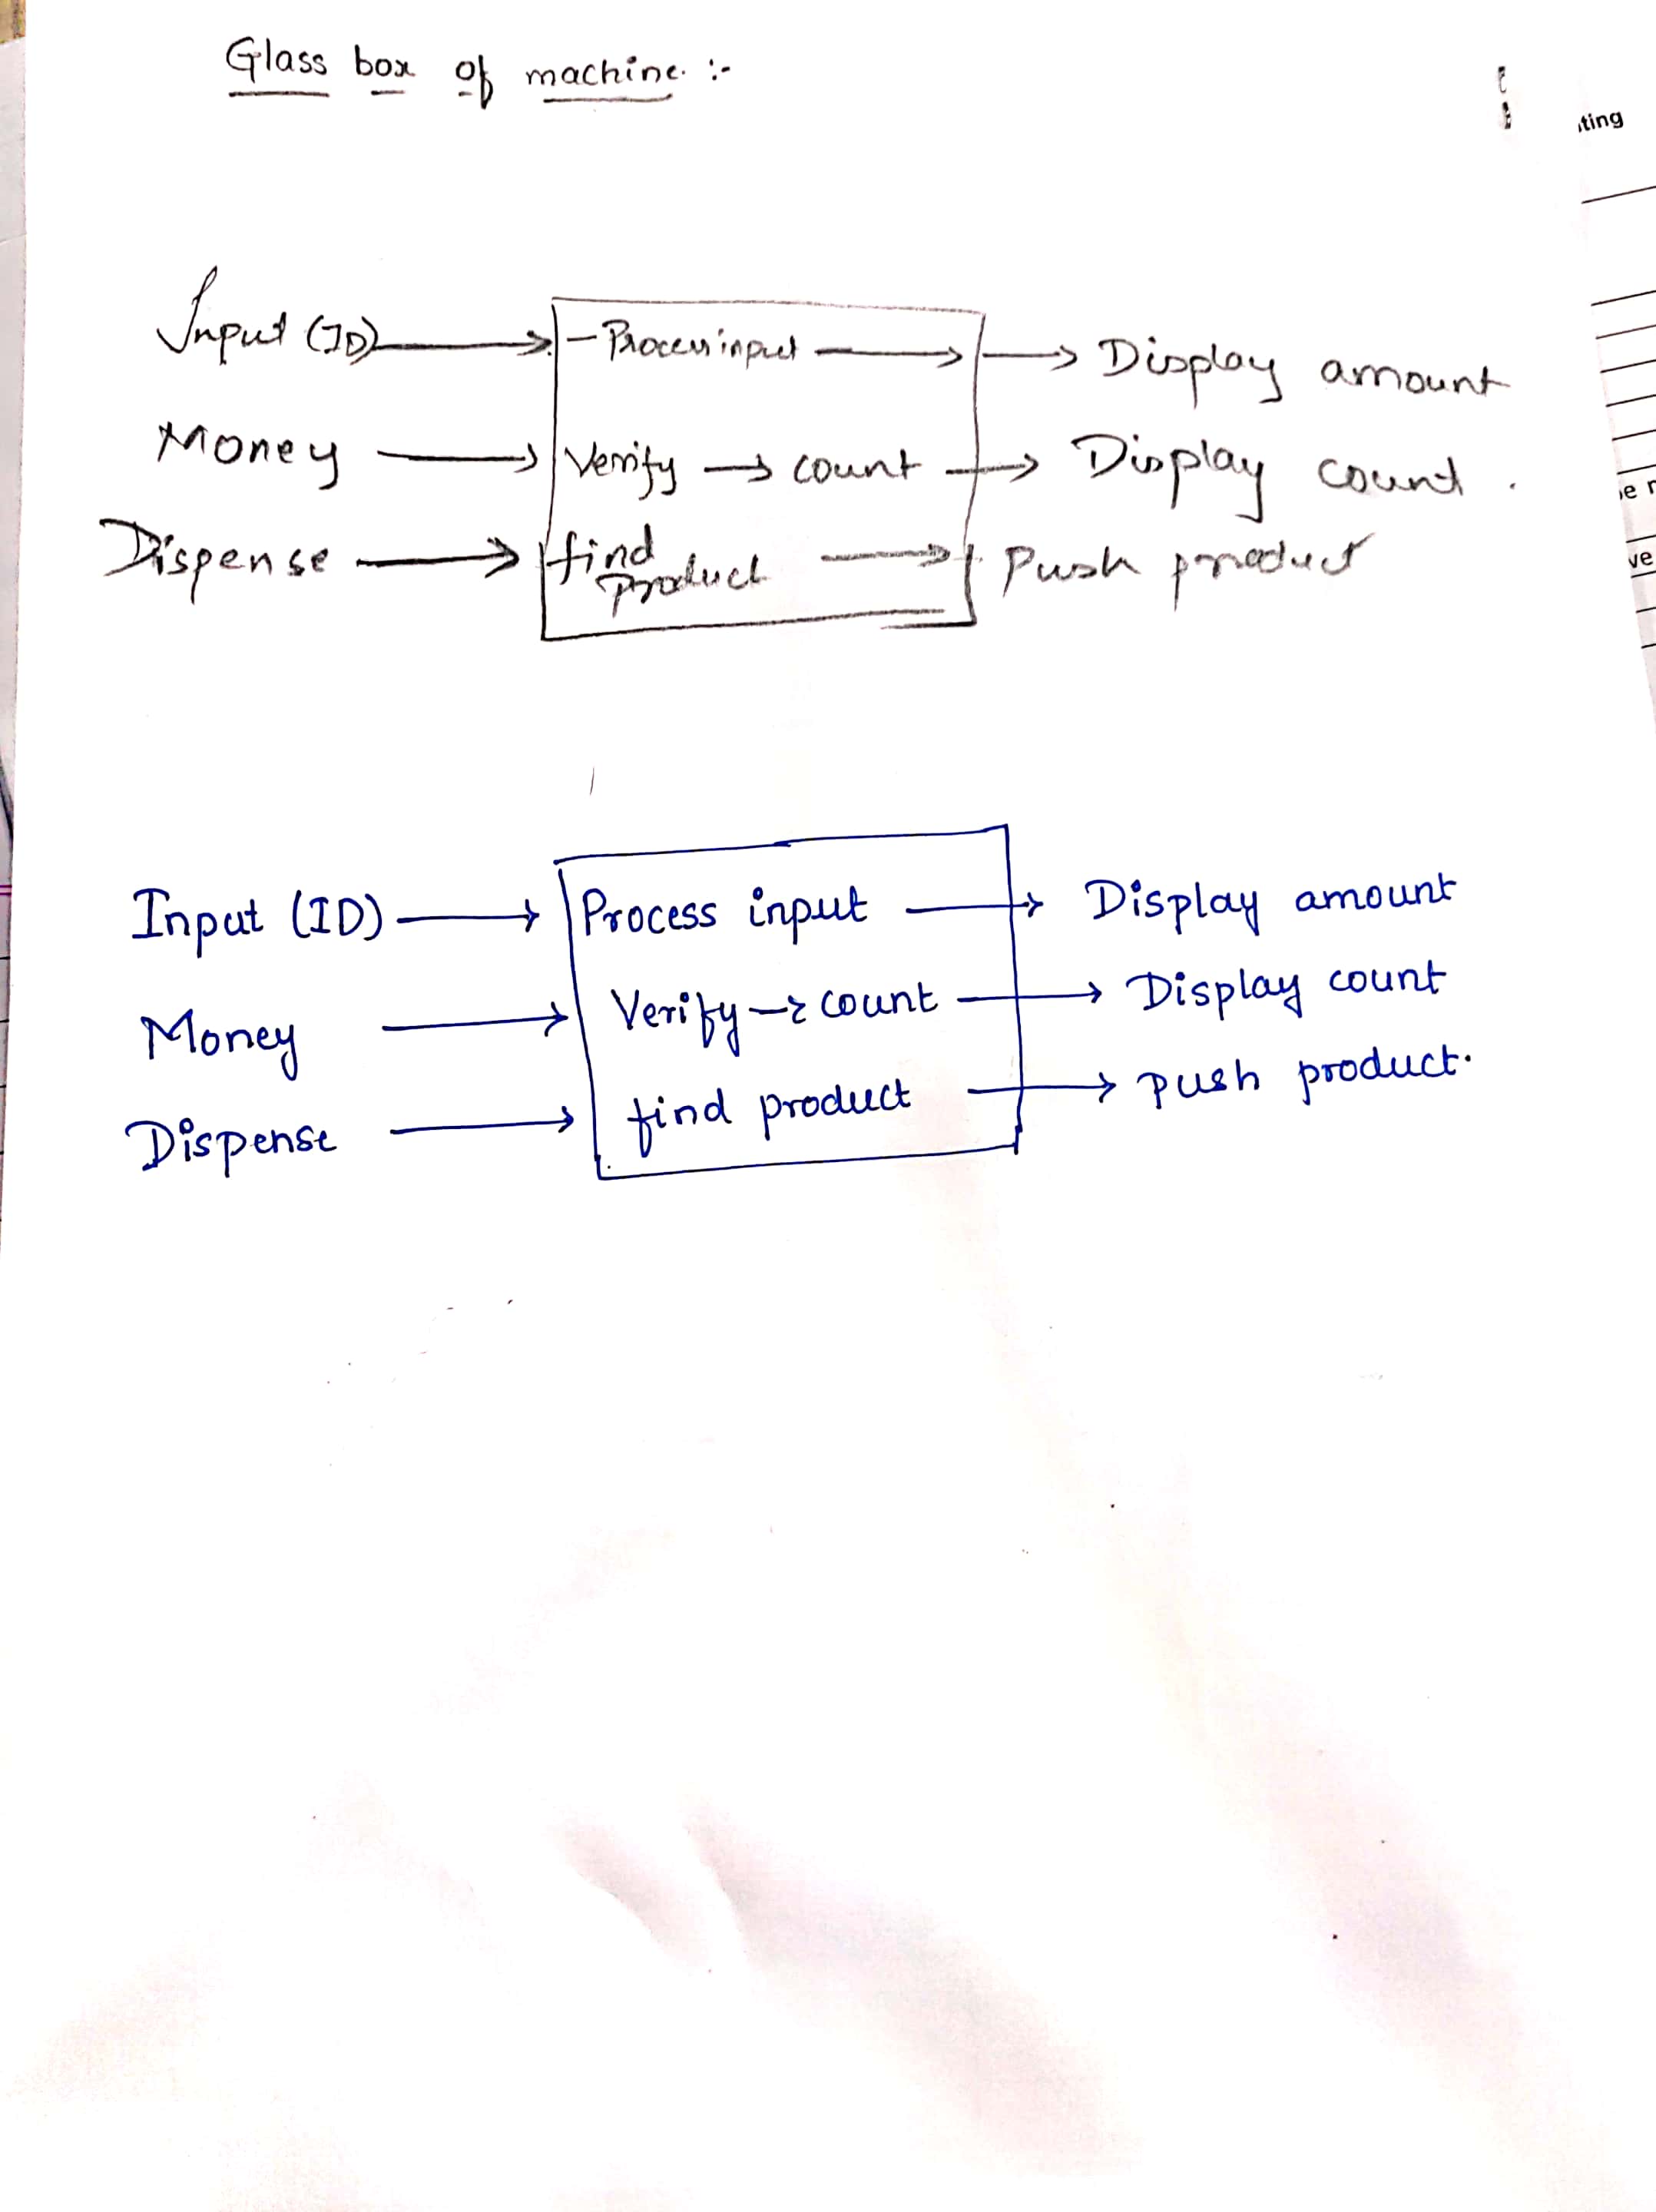 Glass box of machine :-
ting
Input (ID) → - Process input → → Display amount
Money → Verify → count → Display count .
e r
Dispense → find Product → Push product
ve
Input (ID) → Process input → Display amount
Money → Verify → count → Display count
Dispense → find product → push product.